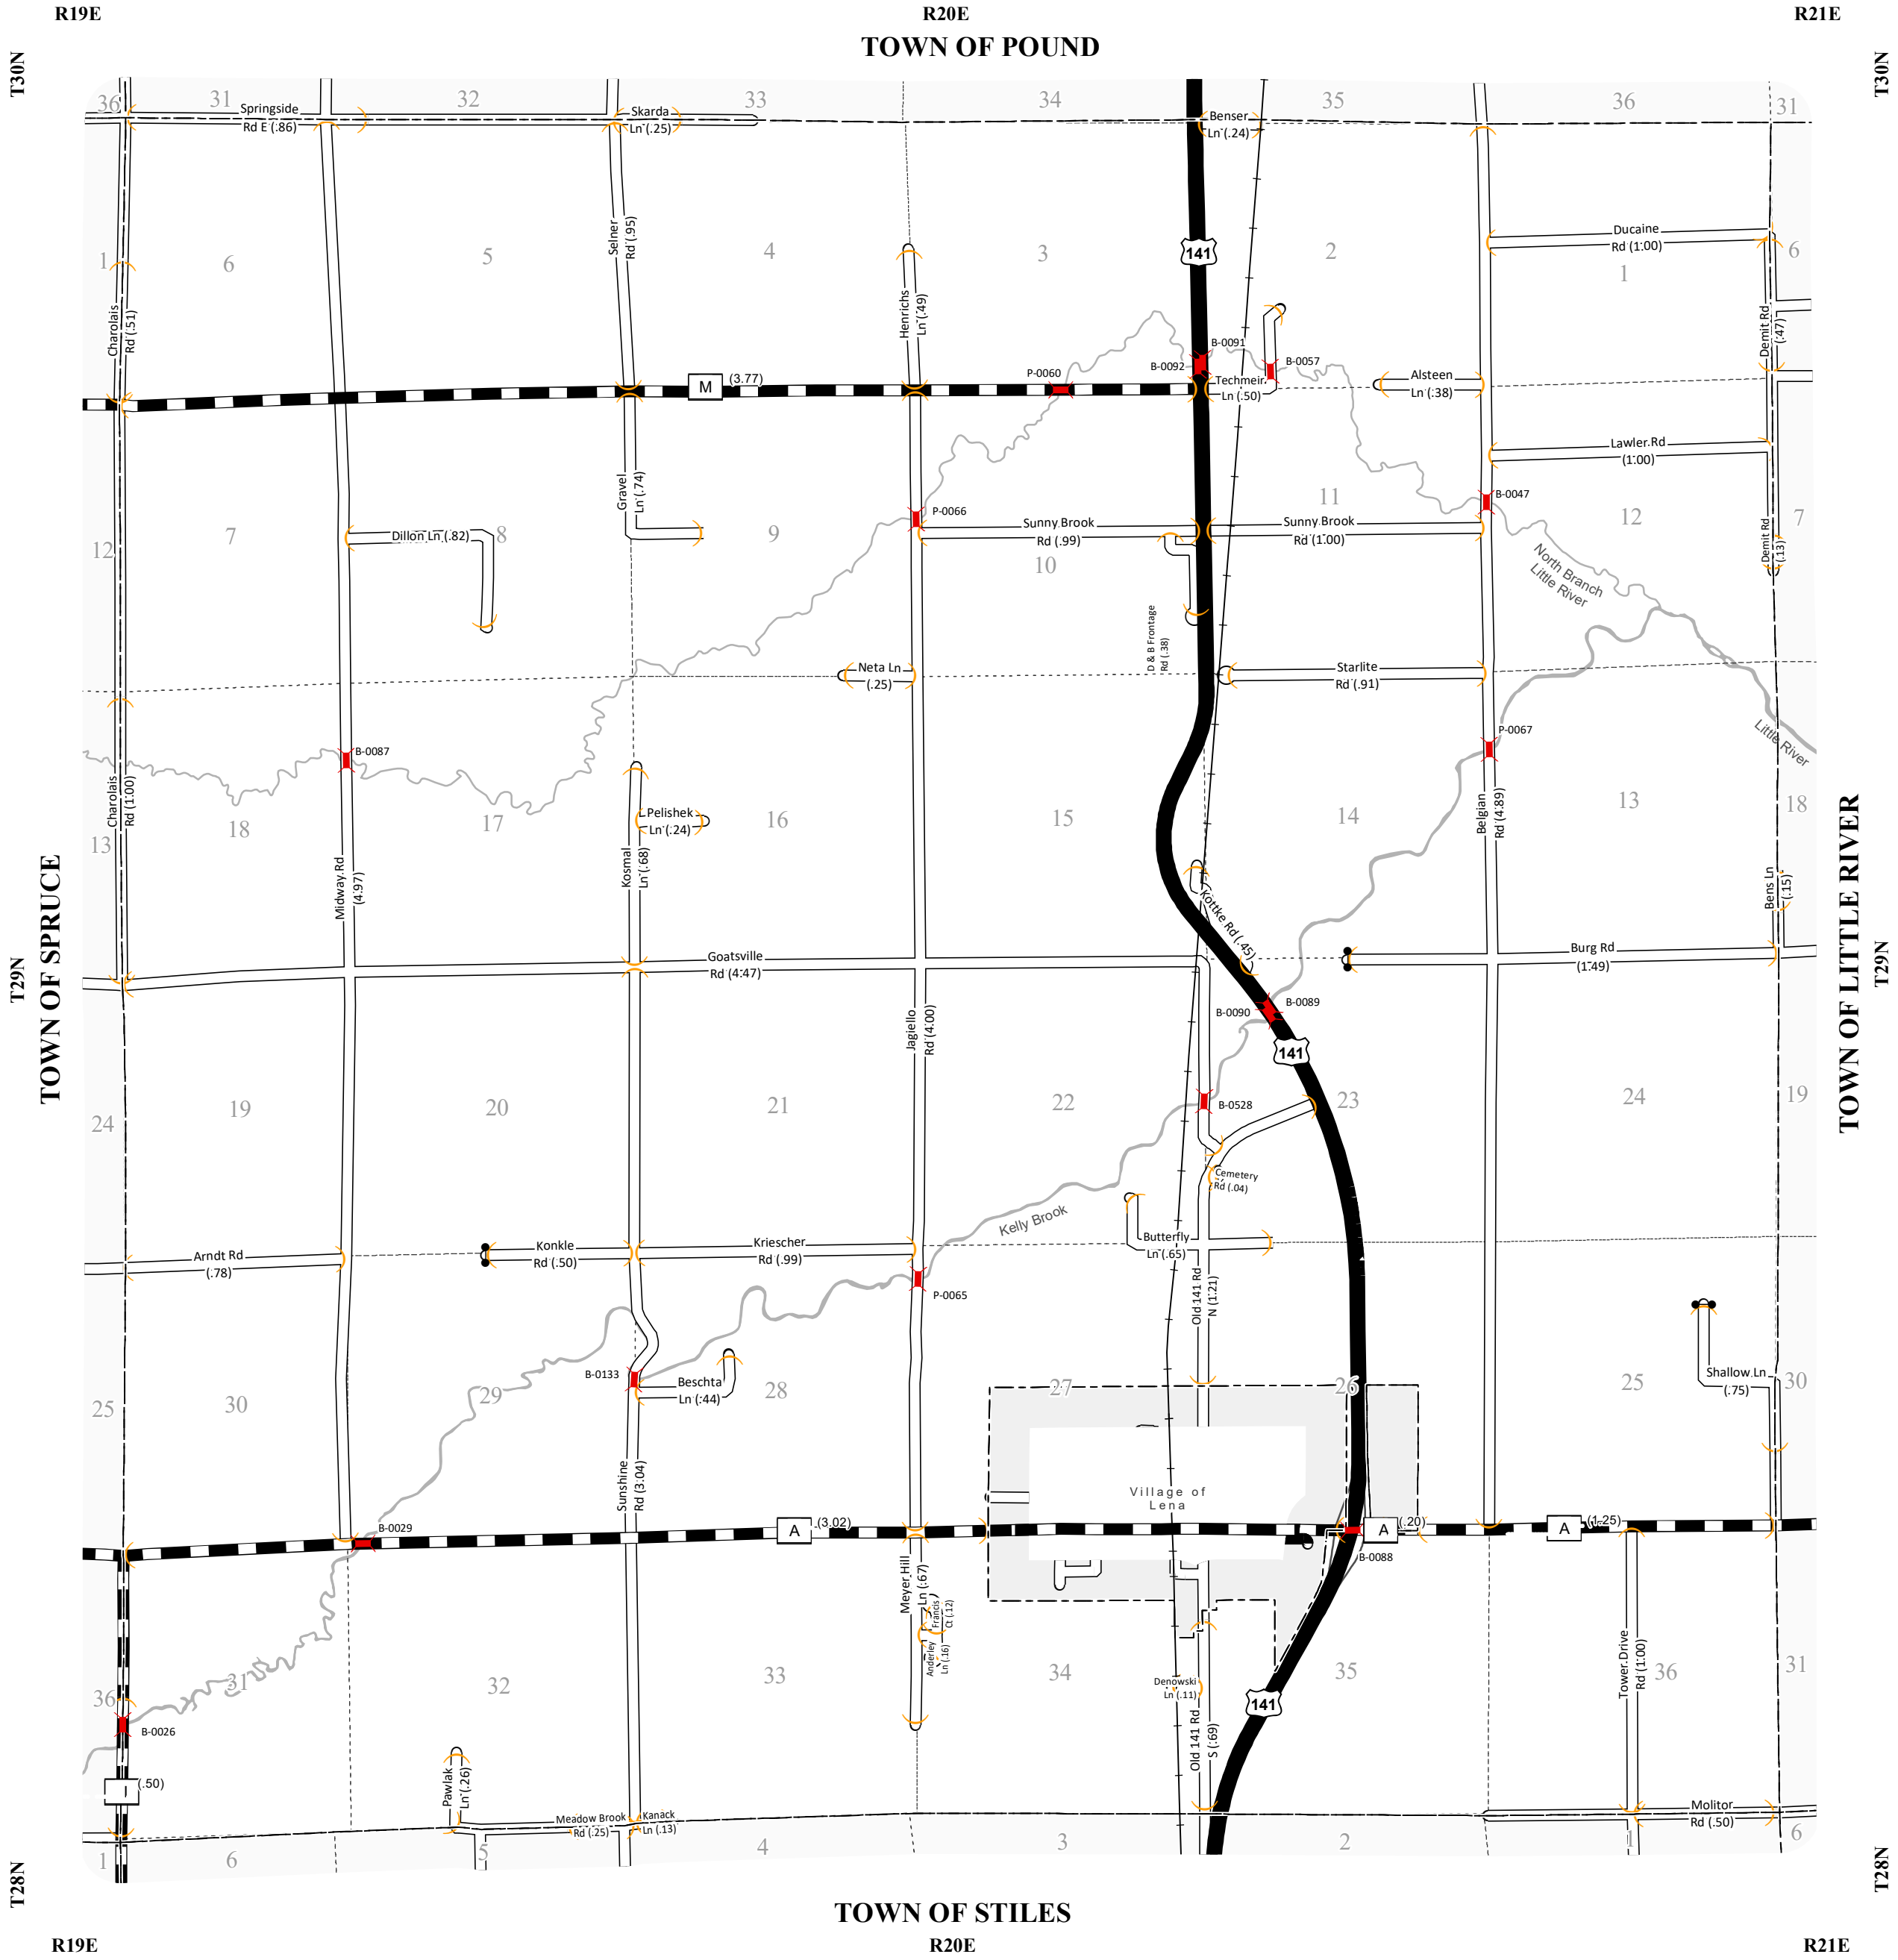 R19E
R20E
R21E
TOWN OF POUND
T30N
T30N
36
31
32
33
34
35
36
31
Springside
Rd E (.86)
Skarda
Ln (.25)
Benser
Ln (.24)
Selner
Rd (.95)
Ducaine
Rd (1.00)
141
1
6
5
4
3
2
1
6
Charolais
Rd (.51)
Henrichs
Ln (.49)
Demit Rd
(.47)
B-0091
B-0092
B-0057
P-0060
M
(3.77)
Techmeir
Ln (.50)
Alsteen
Ln (.38)
Lawler Rd
(1.00)
Gravel
Ln (.74)
B-0047
P-0066
12
7
8
9
10
11
12
7
Dillon Ln (.82)
Sunny Brook
Rd (.99)
Sunny Brook
Rd (1.00)
Demit Rd
(.13)
North Branch
Little River
D & B Frontage
Rd (.38)
Neta Ln
(.25)
Starlite
Rd (.91)
B-0087
P-0067
Little River
Charolais
Rd (1.00)
Pelishek
Ln (.24)
Belgian
Rd (4.89)
13
18
17
16
15
14
13
18
Midway Rd
(4.97)
Kosmal
Ln (.68)
Kottke Rd (.45)
Bens Ln
(.15)
TOWN OF SPRUCE
TOWN OF LITTLE RIVER
T29N
T29N
Goatsville
Rd (4.47)
Burg Rd
(1.49)
Jagiello
Rd (4.00)
B-0089
B-0090
141
B-0528
24
19
20
21
22
23
24
19
Cemetery
Rd (.04)
Kelly Brook
Arndt Rd
(.78)
Konkle
Rd (.50)
Kriescher
Rd (.99)
Butterfly
Ln (.65)
Old 141 Rd
N (1.21)
P-0065
B-0133
Beschta
Ln (.44)
Shallow Ln
(.75)
25
30
29
28
27
26
25
30
Sunshine
Rd (3.04)
Village of
Lena
B-0029
A
(3.02)
A
(.20)
A
(1.25)
B-0088
Meyer Hill
Ln (.67)
Francis
Ct (.12)
Anderley
Ln (.16)
Denowski
Ln (.11)
Tower Drive
Rd (1.00)
36
31
32
33
34
35
36
31
B-0026
141
Old 141 Rd
S (.69)
J
(.50)
Pawlak
Ln (.26)
Meadow Brook
Rd (.25)
Kanack
Ln (.13)
Molitor
Rd (.50)
1
6
5
4
3
2
1
6
T28N
T28N
TOWN OF STILES
R19E
R20E
R21E